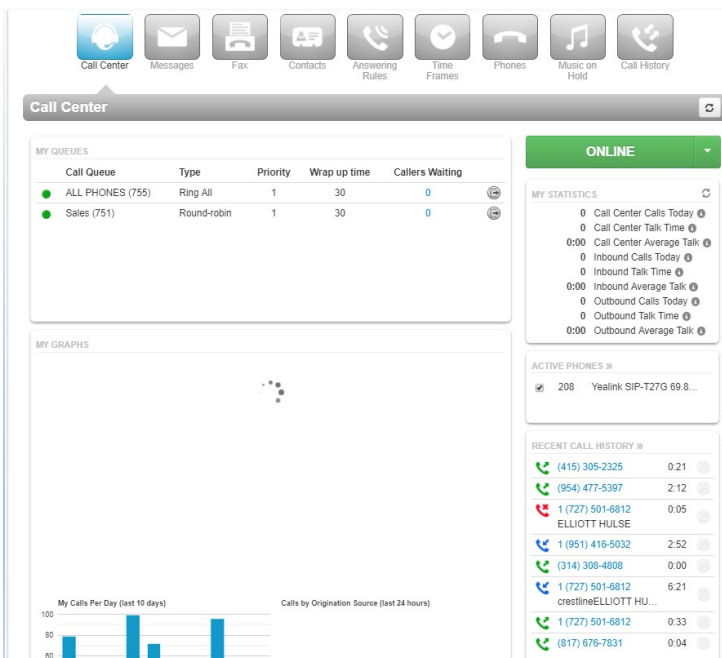 Call Center
Messages
Fax
Contacts
Answering Rules
Time Frames
Phones
Music on Hold
Call History
Call Center
MY QUEUES
Call Queue Type Priority Wrap up time Callers Waiting
ALL PHONES (755) Ring All 1 30 0
Sales (751) Round-robin 1 30 0
MY GRAPHS
My Calls Per Day (last 10 days)
100
80
60
Calls by Origination Source (last 24 hours)
ONLINE
MY STATISTICS
0 Call Center Calls Today
0 Call Center Talk Time
0:00 Call Center Average Talk
0 Inbound Calls Today
0 Inbound Talk Time
0:00 Inbound Average Talk
0 Outbound Calls Today
0 Outbound Talk Time
0:00 Outbound Average Talk
ACTIVE PHONES »
208 Yealink SIP-T27G 69.8...
RECENT CALL HISTORY »
(415) 305-2325 0:21
(954) 477-5397 2:12
1 (727) 501-6812 0:05
ELLIOTT HULSE
1 (951) 416-5032 2:52
(314) 308-4808 0:00
1 (727) 501-6812 6:21
crestlineELLIOTT HU...
1 (727) 501-6812 0:33
(817) 676-7831 0:04